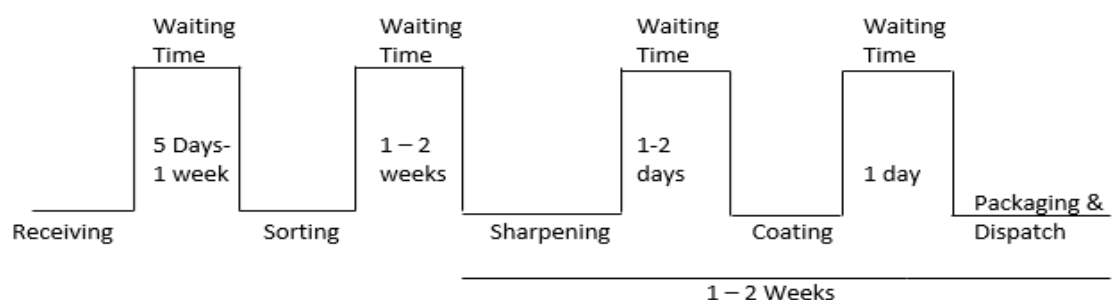 Waiting
Time
Waiting
Time
Waiting
Time
Waiting
Time
5 Days-
1 week
1 – 2
weeks
1-2
days
1 day
Receiving
Sorting
Sharpening
Coating
Packaging &
Dispatch
1 – 2 Weeks